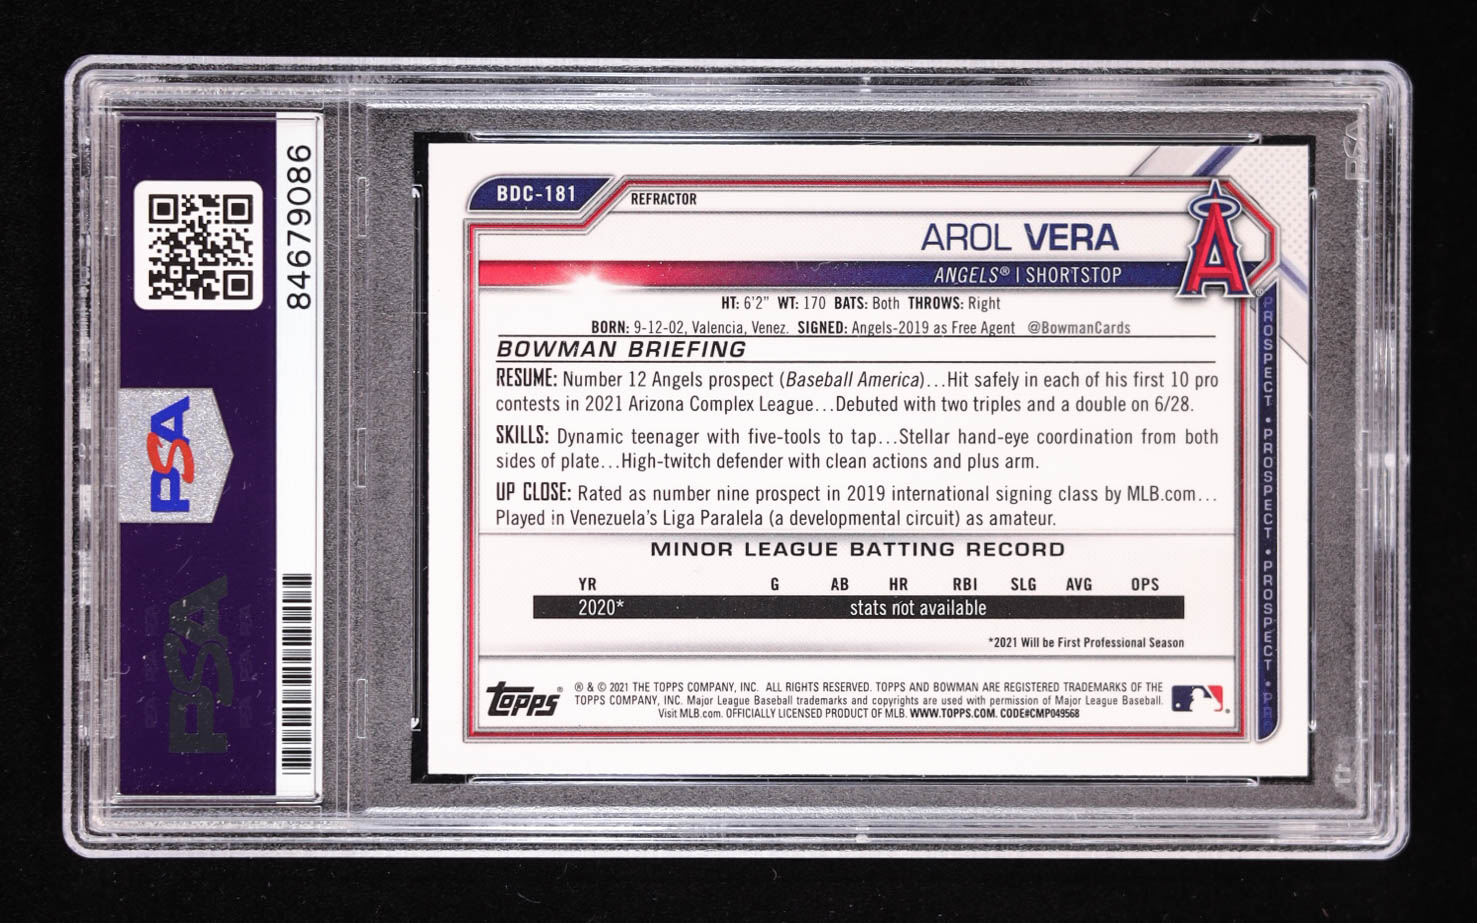 84679086
PSA
PSA
PSA
BDC-181
REFRACTOR
AROL VERA
ANGELS® | SHORTSTOP
A
HT: 6'2" WT: 170 BATS: Both THROWS: Right
BORN: 9-12-02, Valencia, Venez. SIGNED: Angels-2019 as Free Agent @BowmanCards
BOWMAN BRIEFING
RESUME: Number 12 Angels prospect (Baseball America)...Hit safely in each of his first 10 pro
contests in 2021 Arizona Complex League...Debuted with two triples and a double on 6/28.
SKILLS: Dynamic teenager with five-tools to tap...Stellar hand-eye coordination from both
sides of plate...High-twitch defender with clean actions and plus arm.
UP CLOSE: Rated as number nine prospect in 2019 international signing class by MLB.com...
Played in Venezuela's Liga Paralela (a developmental circuit) as amateur.
MINOR LEAGUE BATTING RECORD
YR G AB HR RBI SLG AVG OPS
2020* stats not available
*2021 Will be First Professional Season
topps®
® & © 2021 THE TOPPS COMPANY, INC. ALL RIGHTS RESERVED. TOPPS AND BOWMAN ARE REGISTERED TRADEMARKS OF THE
TOPPS COMPANY, INC. Major League Baseball trademarks and copyrights are used with permission of Major League Baseball.
Visit MLB.com. OFFICIALLY LICENSED PRODUCT OF MLB. WWW.TOPPS.COM. CODE#CMP049568
PROSPECT • PROSPECT • PROSPECT • PR